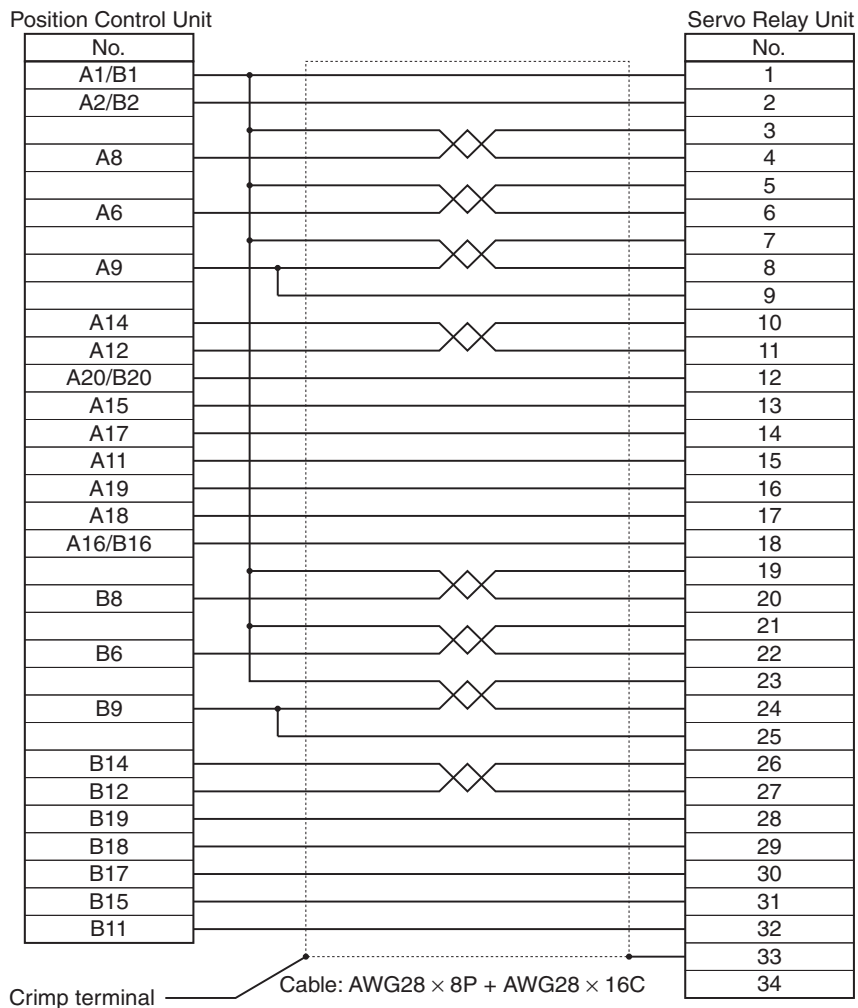 Position Control Unit Servo Relay Unit
No. No.
A1/B1 1
A2/B2 2
3
A8 4
5
A6 6
7
A9 8
9
A14 10
A12 11
A20/B20 12
A15 13
A17 14
A11 15
A19 16
A18 17
A16/B16 18
19
B8 20
21
B6 22
23
B9 24
25
B14 26
B12 27
B19 28
B18 29
B17 30
B15 31
B11 32
33
Cable: AWG28 × 8P + AWG28 × 16C 34
Crimp terminal